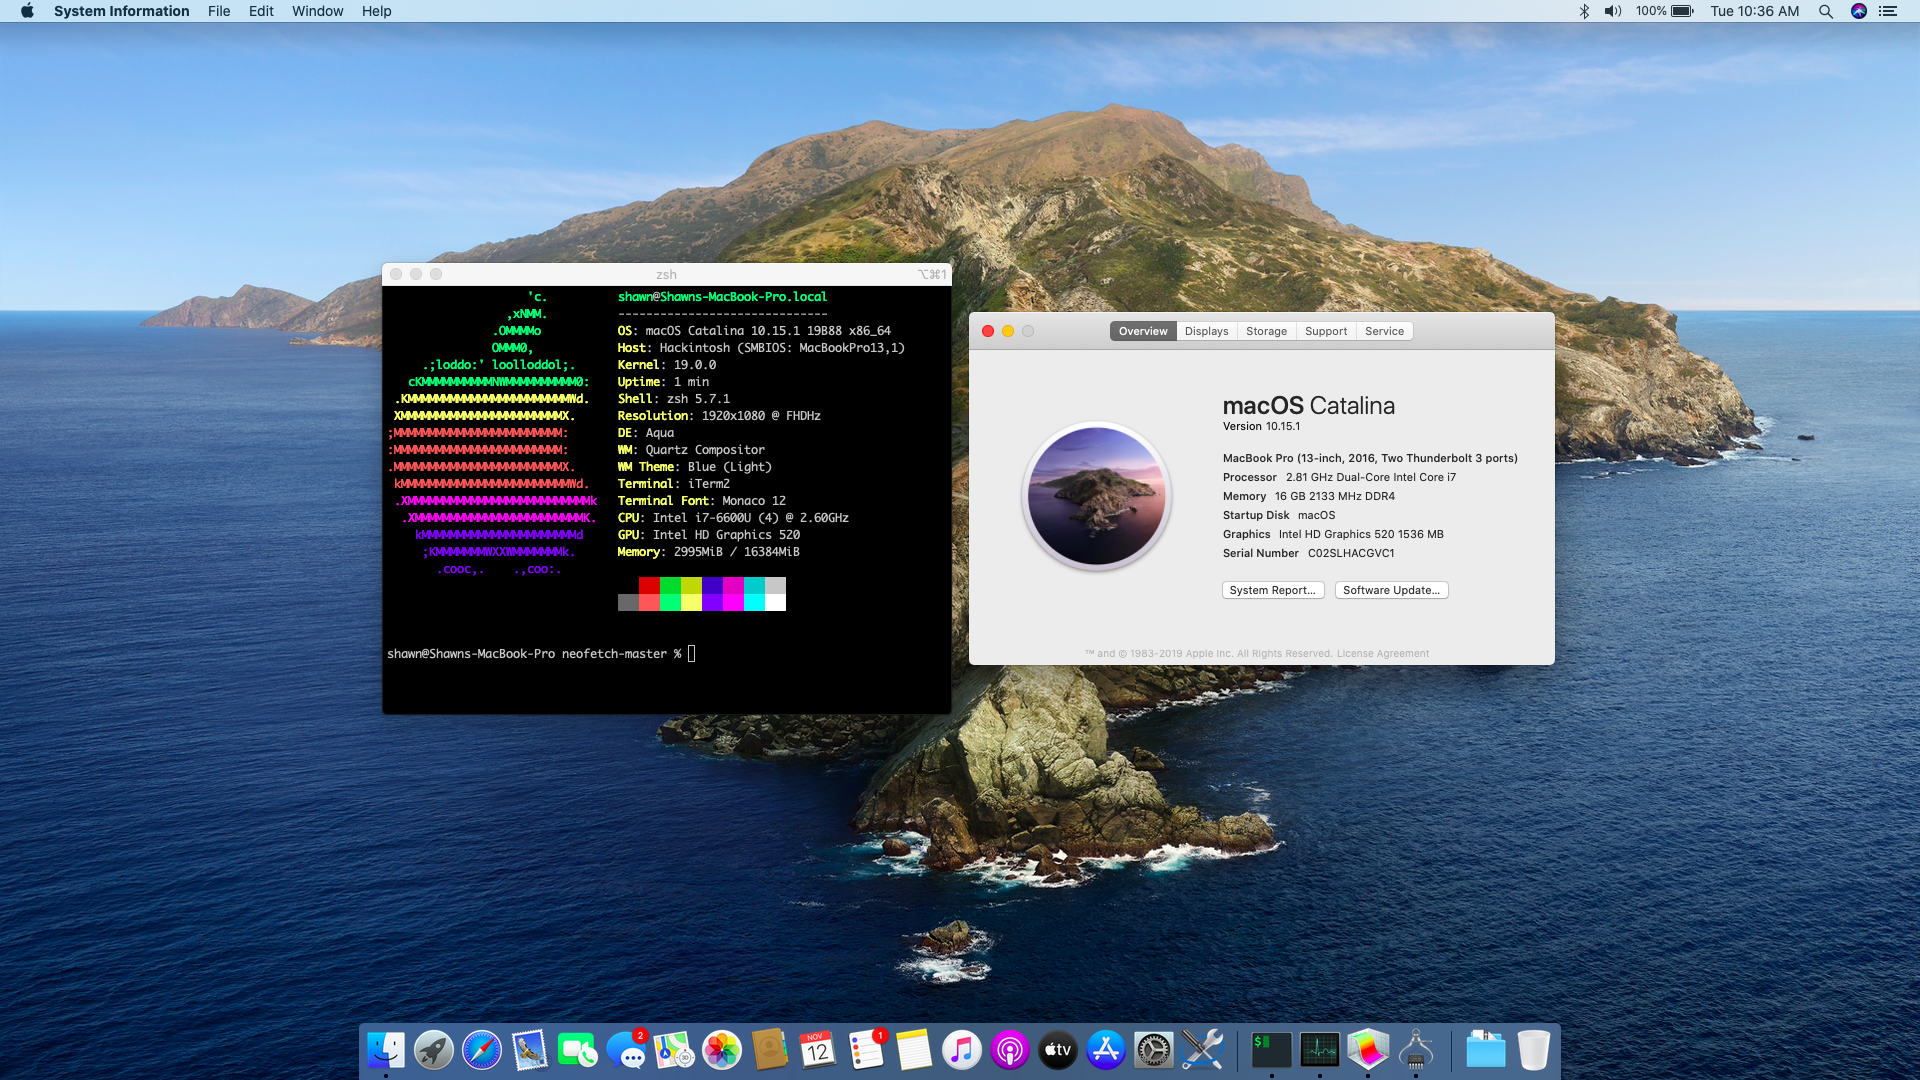 System Information File Edit Window Help
100% Tue 10:36 AM
zsh
⌥⌘1
'c.
,xNMM.
.OMMMMo
OMMM0,
.;loddo:' loolloddol;.
cKMMMMMMMMMMNWMMMMMMMMMM0:
.KMMMMMMMMMMMMMMMMMMMMMMMWd.
XMMMMMMMMMMMMMMMMMMMMMMMX.
;MMMMMMMMMMMMMMMMMMMMMMMM:
:MMMMMMMMMMMMMMMMMMMMMMMM:
.MMMMMMMMMMMMMMMMMMMMMMMMX.
kMMMMMMMMMMMMMMMMMMMMMMMMWd.
.XMMMMMMMMMMMMMMMMMMMMMMMMMMk
.XMMMMMMMMMMMMMMMMMMMMMMMMK.
kMMMMMMMMMMMMMMMMMMMMMMd
;KMMMMMMMWXXWMMMMMMMk.
.cooc,. .,coo:.
shawn@Shawns-MacBook-Pro.local
------------------------------
OS: macOS Catalina 10.15.1 19B88 x86_64
Host: Hackintosh (SMBIOS: MacBookPro13,1)
Kernel: 19.0.0
Uptime: 1 min
Shell: zsh 5.7.1
Resolution: 1920x1080 @ FHDHz
DE: Aqua
WM: Quartz Compositor
WM Theme: Blue (Light)
Terminal: iTerm2
Terminal Font: Monaco 12
CPU: Intel i7-6600U (4) @ 2.60GHz
GPU: Intel HD Graphics 520
Memory: 2995MiB / 16384MiB
shawn@Shawns-MacBook-Pro neofetch-master %
Overview Displays Storage Support Service
macOS Catalina
Version 10.15.1
MacBook Pro (13-inch, 2016, Two Thunderbolt 3 ports)
Processor 2.81 GHz Dual-Core Intel Core i7
Memory 16 GB 2133 MHz DDR4
Startup Disk macOS
Graphics Intel HD Graphics 520 1536 MB
Serial Number C02SLHACGVC1
System Report... Software Update...
™ and © 1983-2019 Apple Inc. All Rights Reserved. License Agreement
2
NOV
12
1
tv
$